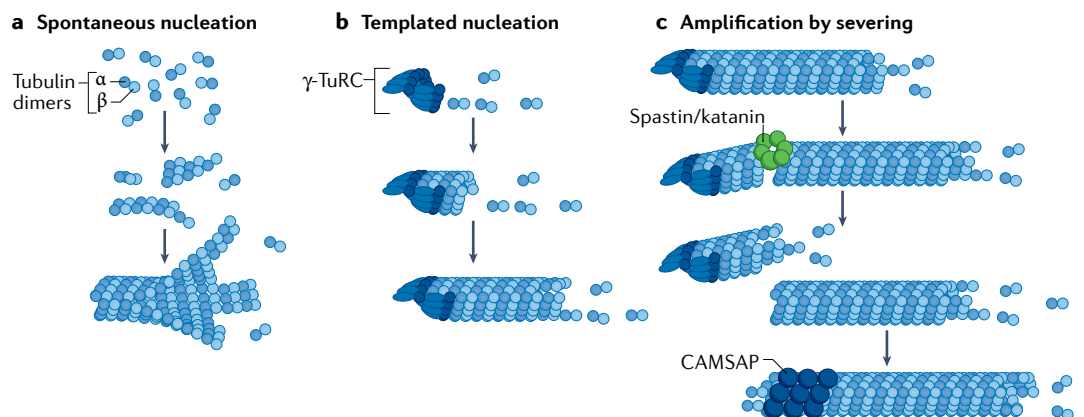 a Spontaneous nucleation
Tubulin dimers
α
β
b Templated nucleation
γ-TuRC
c Amplification by severing
Spastin/katanin
CAMSAP